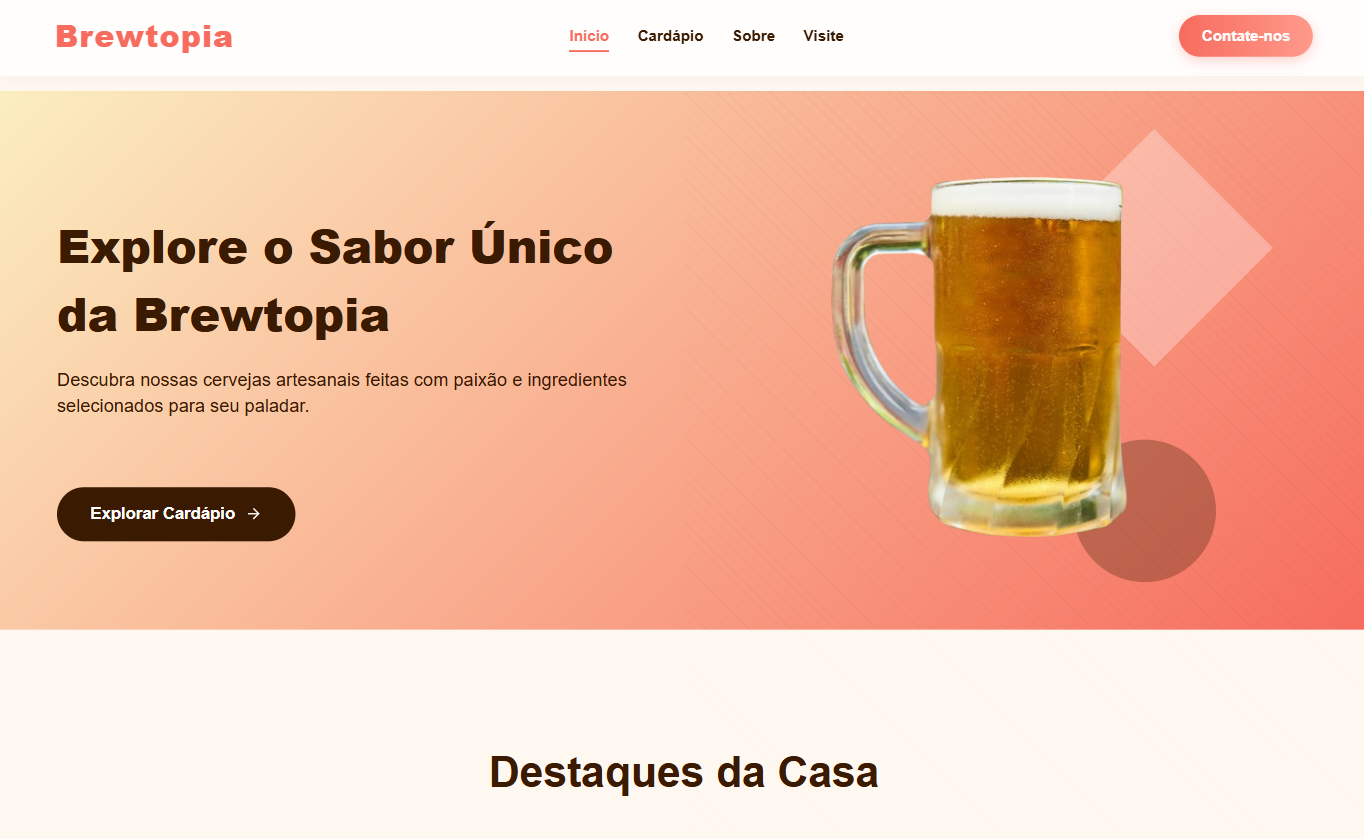 Brewtopia
Início
Cardápio
Sobre
Visite
Contate-nos
Explore o Sabor Único
da Brewtopia
Descubra nossas cervejas artesanais feitas com paixão e ingredientes
selecionados para seu paladar.
Explorar Cardápio →
Destaques da Casa